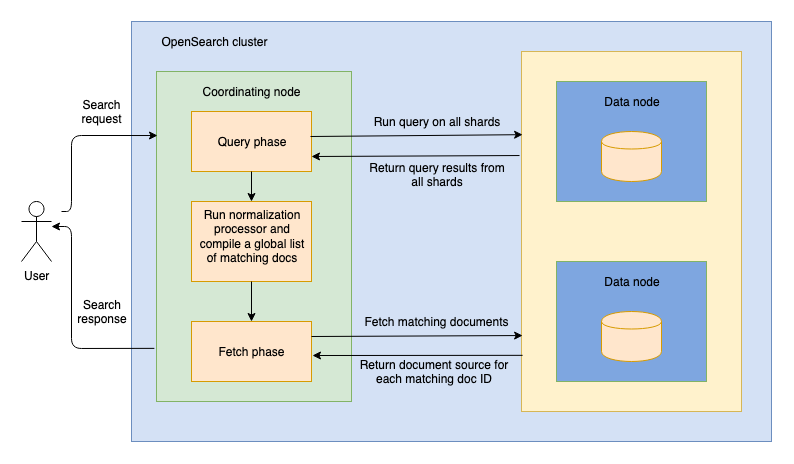 OpenSearch cluster
Coordinating node
Data node
Search
request
Query phase
Run query on all shards
Return query results from
all shards
Run normalization
processor and
compile a global list
of matching docs
User
Data node
Search
response
Fetch phase
Fetch matching documents
Return document source for
each matching doc ID